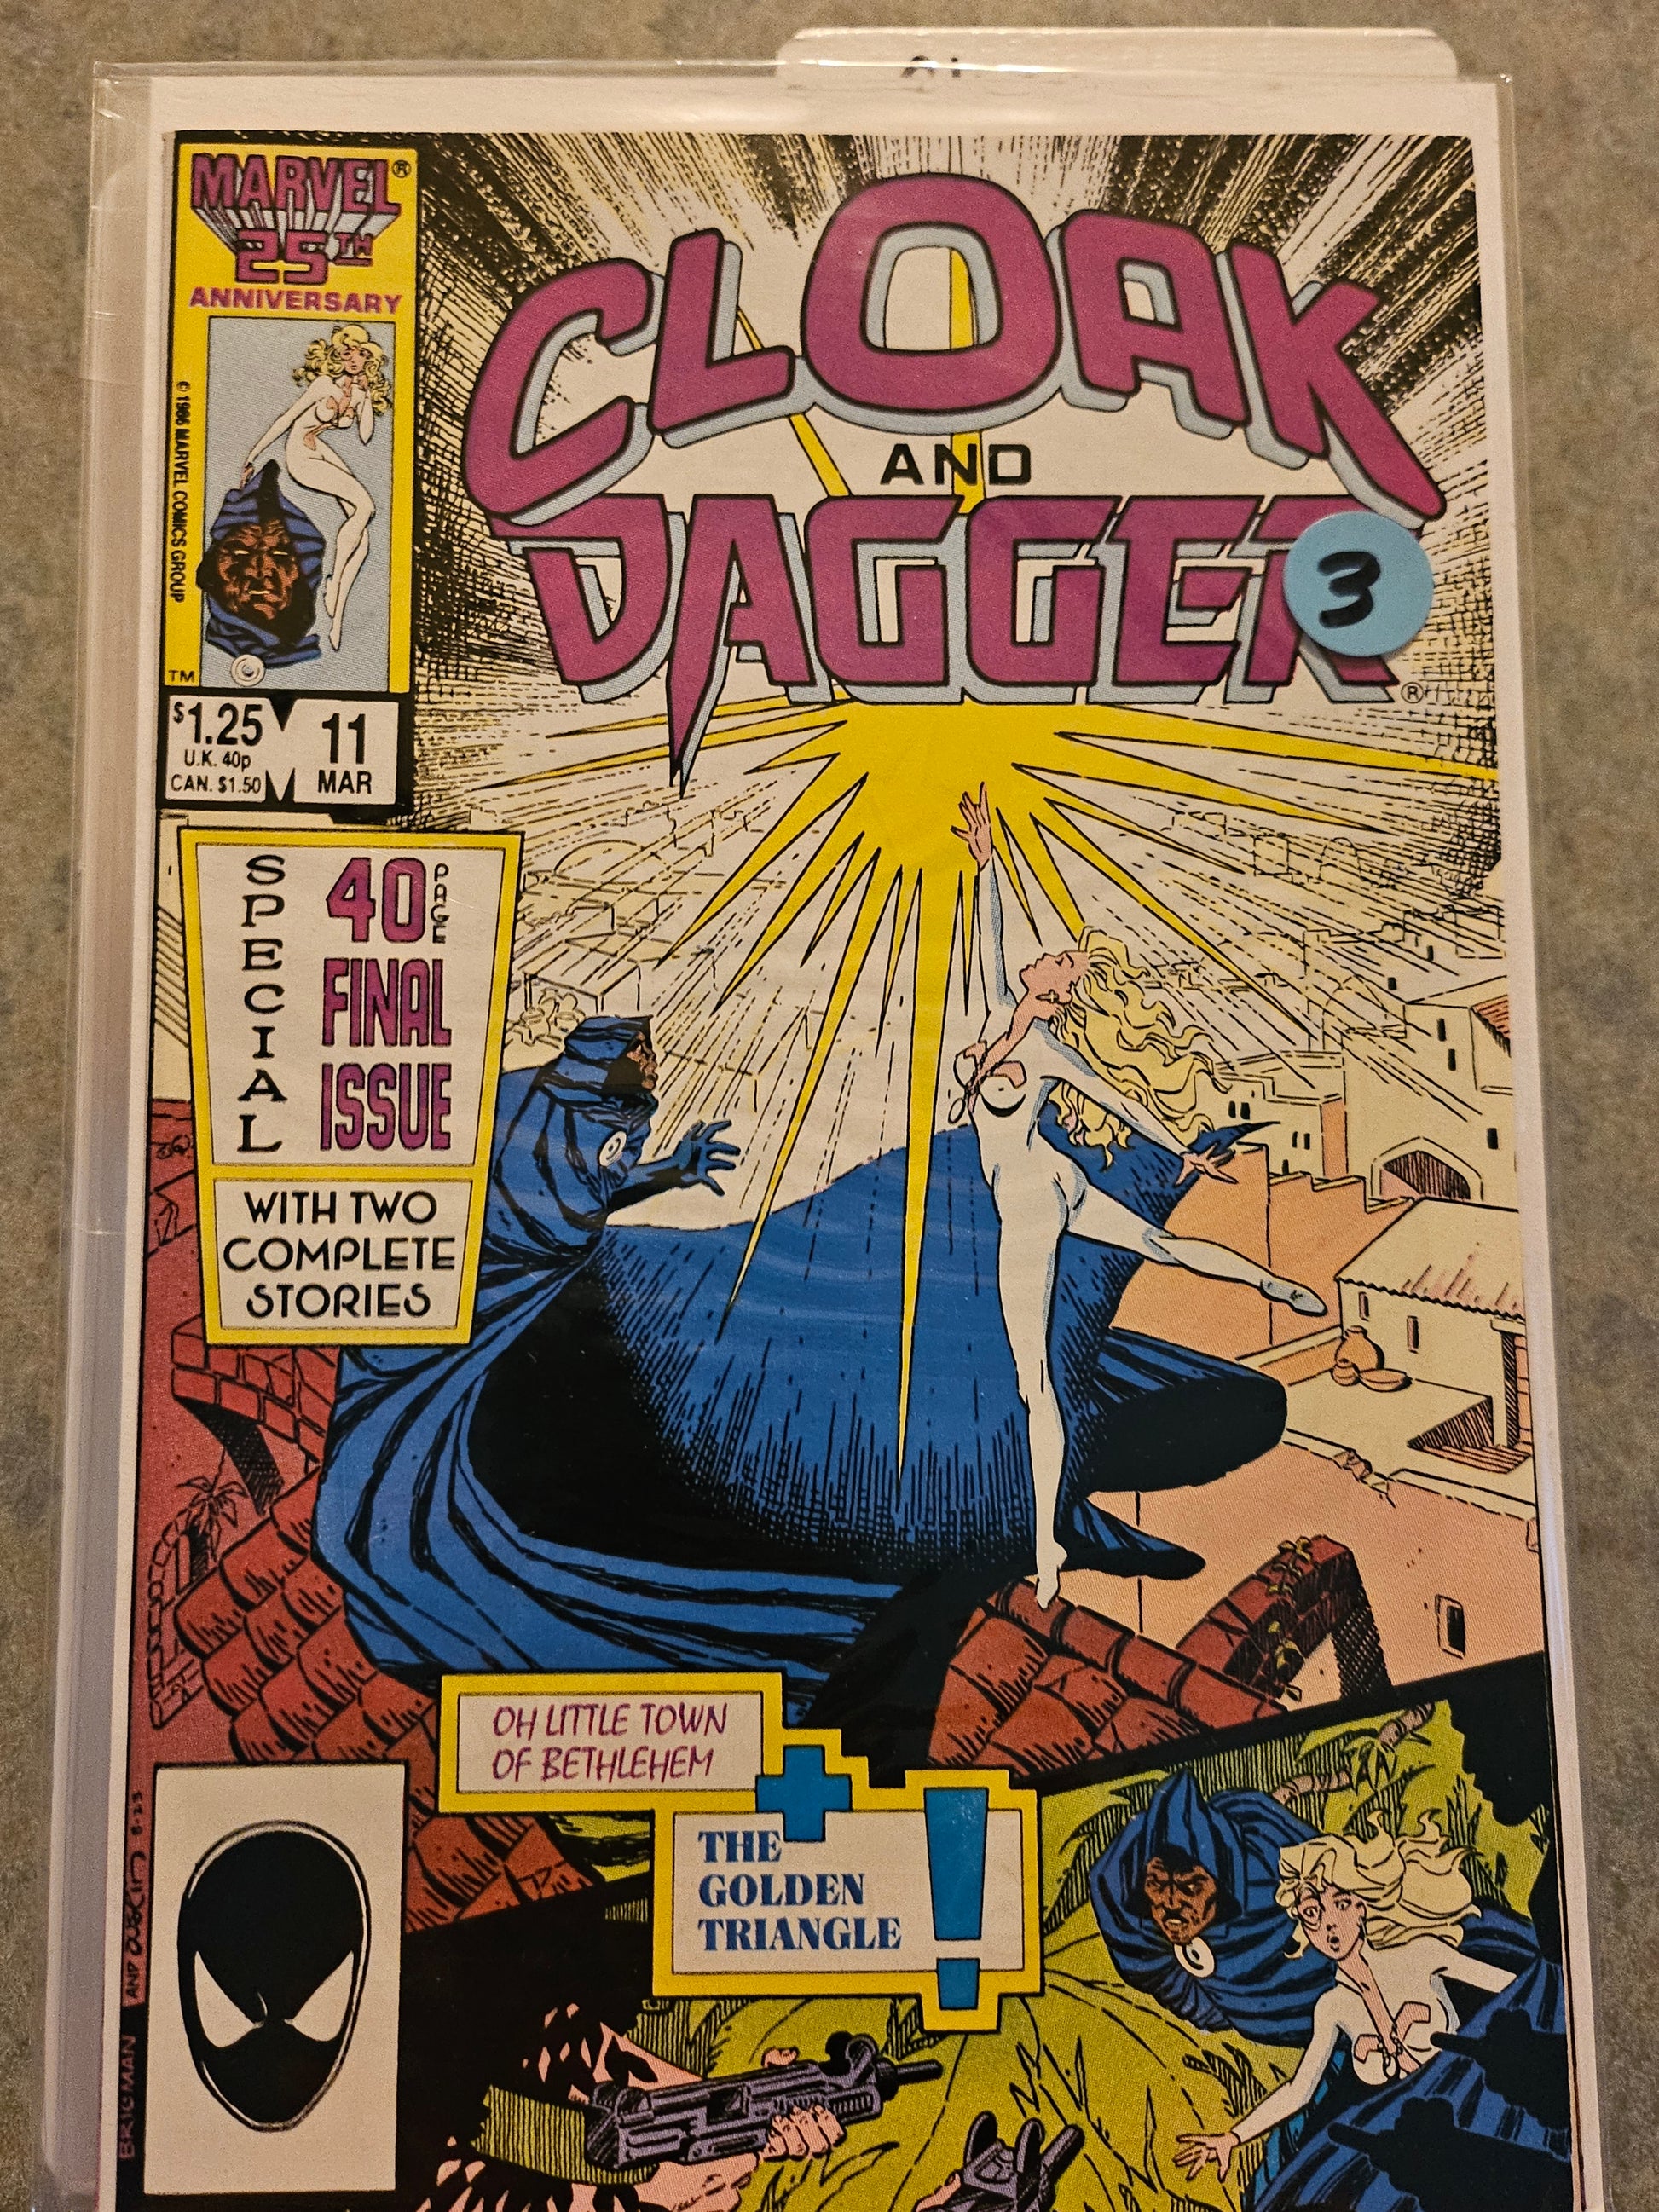 MARVEL®
25TH
ANNIVERSARY
© 1986 MARVEL COMICS GROUP
TM
$1.25
U.K. 40p
CAN. $1.50
11
MAR
CLOAK
AND
DAGGER
®
3
SPECIAL
40 PAGE
FINAL
ISSUE
WITH TWO
COMPLETE
STORIES
OH LITTLE TOWN
OF BETHLEHEM
+
THE
GOLDEN
TRIANGLE
!
BRIGMAN AND AUSTIN